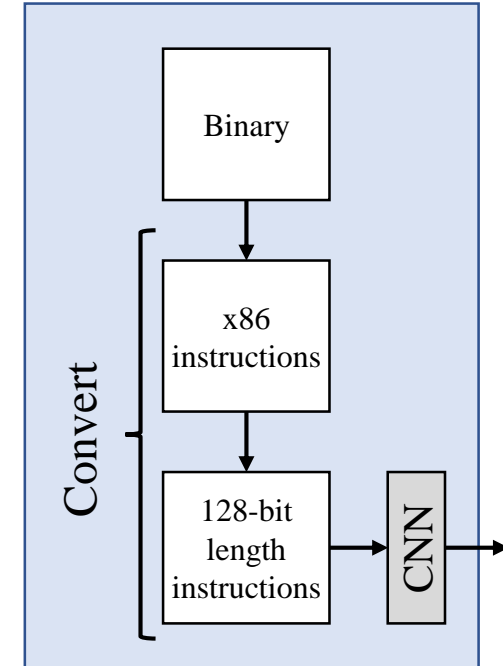 Binary
x86
instructions
Convert
128-bit
length
instructions
CNN